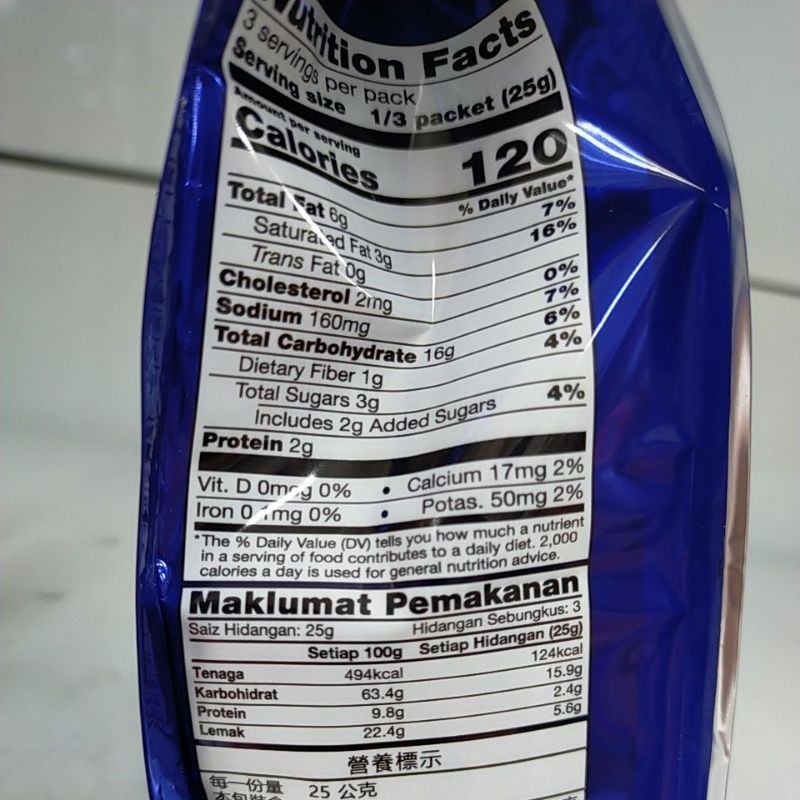 Nutrition Facts
3 servings per pack
Serving size 1/3 packet (25g)
Amount per serving
Calories 120
% Daily Value*
Total Fat 6g 7%
Saturated Fat 3g 16%
Trans Fat 0g
Cholesterol 2mg 0%
Sodium 160mg 7%
Total Carbohydrate 16g 6%
Dietary Fiber 1g 4%
Total Sugars 3g
Includes 2g Added Sugars 4%
Protein 2g
Vit. D 0mcg 0% • Calcium 17mg 2%
Iron mg 0% • Potas. 50mg 2%
*The % Daily Value (DV) tells you how much a nutrient
in a serving of food contributes to a daily diet. 2,000
calories a day is used for general nutrition advice.
Maklumat Pemakanan
Saiz Hidangan: 25g Hidangan Sebungkus: 3
Setiap 100g Setiap Hidangan (25g)
Tenaga 494kcal 124kcal
Karbohidrat 63.4g 15.9g
Protein 9.8g 2.4g
Lemak 22.4g 5.6g
營養標示
每一份量 25 公克
本包裝含